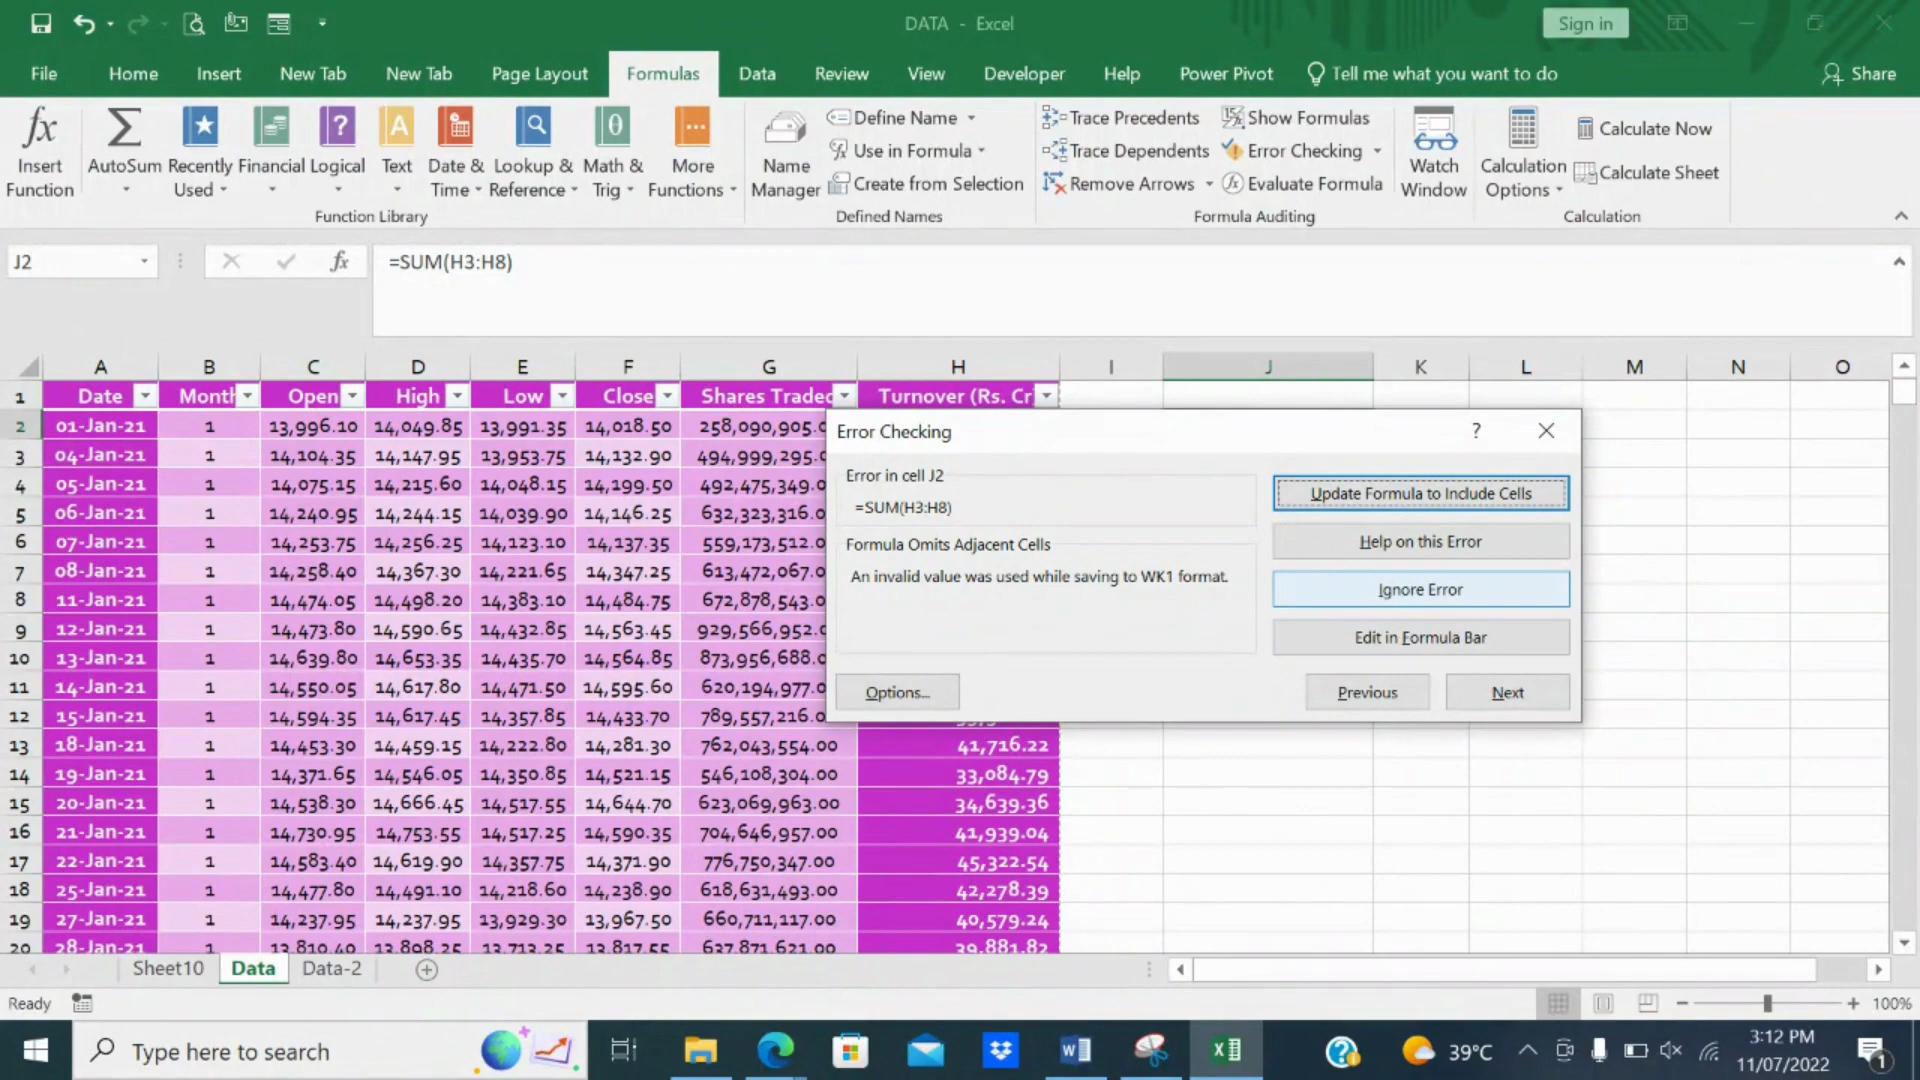 DATA - Excel
Sign in
File Home Insert New Tab New Tab Page Layout Formulas Data Review View Developer Help Power Pivot Tell me what you want to do Share
Insert Function
AutoSum
Recently Used
Financial
Logical
Text
Date & Time
Lookup & Reference
Math & Trig
More Functions
Function Library
Name Manager
Define Name
Use in Formula
Create from Selection
Defined Names
Trace Precedents
Trace Dependents
Remove Arrows
Show Formulas
Error Checking
Evaluate Formula
Formula Auditing
Watch Window
Calculation Options
Calculate Now
Calculate Sheet
Calculation
J2 fx =SUM(H3:H8)
A B C D E F G H I J K L M N O
1 Date Month Open High Low Close Shares Traded Turnover (Rs. Cr
2 01-Jan-21 1 13,996.10 14,049.85 13,991.35 14,018.50 258,090,905.0
3 04-Jan-21 1 14,104.35 14,147.95 13,953.75 14,132.90 494,999,295.0
4 05-Jan-21 1 14,075.15 14,215.60 14,048.15 14,199.50 492,475,349.0
5 06-Jan-21 1 14,240.95 14,244.15 14,039.90 14,146.25 632,323,316.0
6 07-Jan-21 1 14,253.75 14,256.25 14,123.10 14,137.35 559,173,512.0
7 08-Jan-21 1 14,258.40 14,367.30 14,221.65 14,347.25 613,472,067.0
8 11-Jan-21 1 14,474.05 14,498.20 14,383.10 14,484.75 672,878,543.0
9 12-Jan-21 1 14,473.80 14,590.65 14,432.85 14,563.45 929,566,952.0
10 13-Jan-21 1 14,639.80 14,653.35 14,435.70 14,564.85 873,956,688.0
11 14-Jan-21 1 14,550.05 14,617.80 14,471.50 14,595.60 620,194,977.0
12 15-Jan-21 1 14,594.35 14,617.45 14,357.85 14,433.70 789,557,216.0
13 18-Jan-21 1 14,453.30 14,459.15 14,222.80 14,281.30 762,043,554.00 41,716.22
14 19-Jan-21 1 14,371.65 14,546.05 14,350.85 14,521.15 546,108,304.00 33,084.79
15 20-Jan-21 1 14,538.30 14,666.45 14,517.55 14,644.70 623,069,963.00 34,639.36
16 21-Jan-21 1 14,730.95 14,753.55 14,517.25 14,590.35 704,646,957.00 41,939.04
17 22-Jan-21 1 14,583.40 14,619.90 14,357.75 14,371.90 776,750,347.00 45,322.54
18 25-Jan-21 1 14,477.80 14,491.10 14,218.60 14,238.90 618,631,493.00 42,278.39
19 27-Jan-21 1 14,237.95 14,237.95 13,929.30 13,967.50 660,711,117.00 40,579.24
20 28-Jan-21 1 13,810.40 13,898.25 13,713.25 13,817.55 637,871,621.00 39,881.82
Error Checking ?
Error in cell J2
=SUM(H3:H8)
Formula Omits Adjacent Cells
An invalid value was used while saving to WK1 format.
Update Formula to Include Cells
Help on this Error
Ignore Error
Edit in Formula Bar
Options... Previous Next
Sheet10 Data Data-2
Ready 100%
Type here to search
39°C
3:12 PM
11/07/2022
1